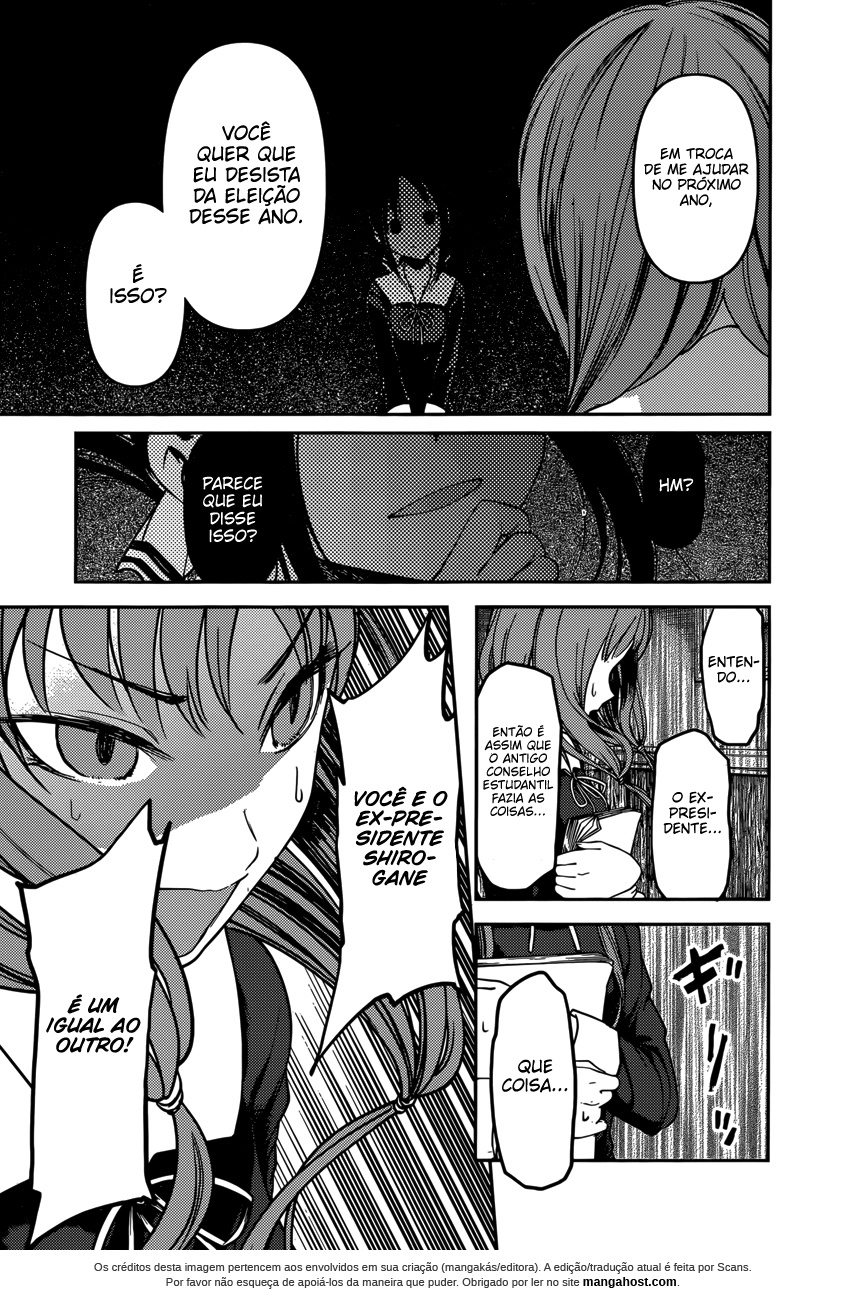 EM TROCA
DE ME AJUDAR
NO PRÓXIMO
ANO,
VOCÊ
QUER QUE
EU DESISTA
DA ELEIÇÃO
DESSE ANO.
É
ISSO?
HM?
PARECE
QUE EU
DISSE
ISSO?
ENTEN-
DO...
O EX-
PRESI-
DENTE...
ENTÃO É
ASSIM QUE
O ANTIGO
CONSELHO
ESTUDANTIL
FAZIA AS
COISAS...
QUE
COISA...
ギ
ュ
ッ
VOCÊ E O
EX-PRE-
SIDENTE
SHIRO-
GANE
É UM
IGUAL AO
OUTRO!
Os créditos desta imagem pertencem aos envolvidos em sua criação (mangakás/editora). A edição/tradução atual é feita por Scans.
Por favor não esqueça de apoiá-los da maneira que puder. Obrigado por ler no site mangahost.com.